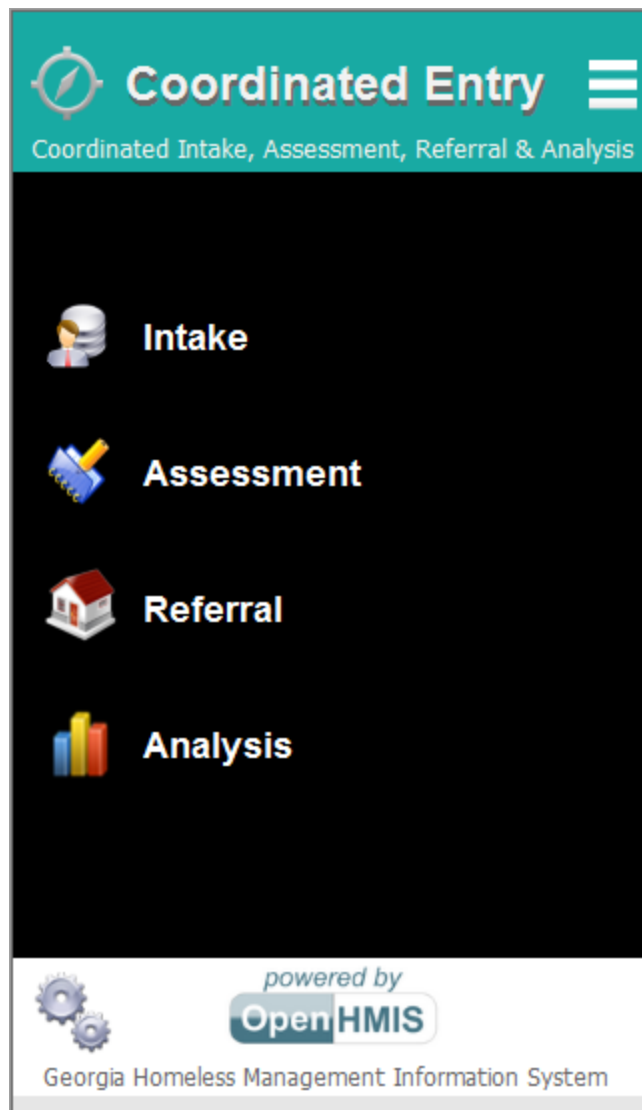 Coordinated Entry
Coordinated Intake, Assessment, Referral & Analysis
Intake
Assessment
Referral
Analysis
powered by
OpenHMIS
Georgia Homeless Management Information System